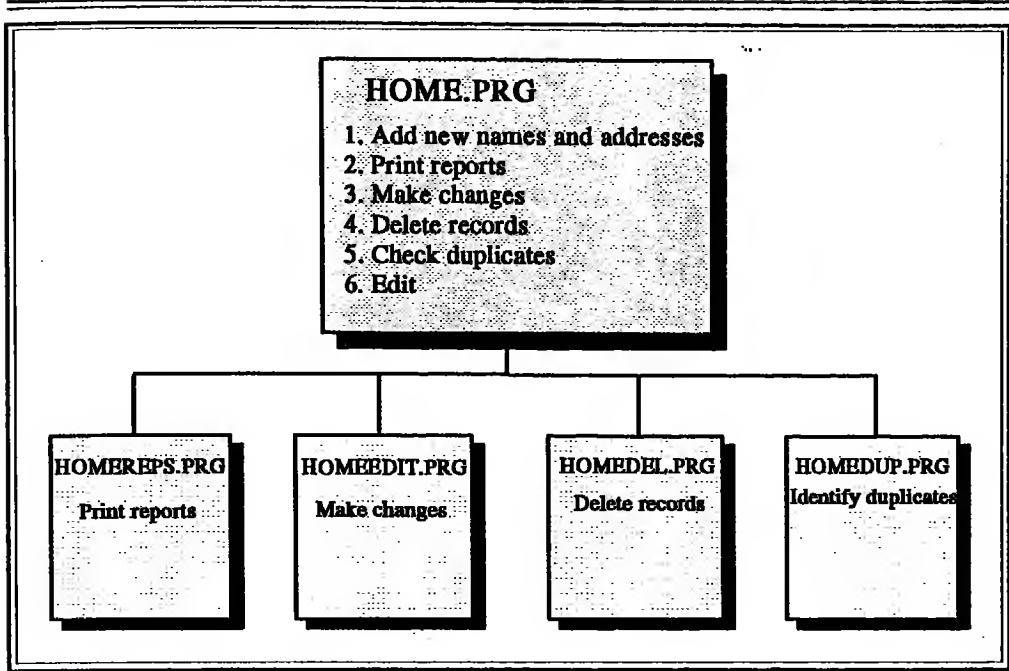 HOME.PRG
1. Add new names and addresses
2. Print reports
3. Make changes
4. Delete records
5. Check duplicates
6. Edit
HOMEREPS.PRG
Print reports
HOMEEDIT.PRG
Make changes
HOMEDEL.PRG
Delete records
HOMEDUP.PRG
Identify duplicates